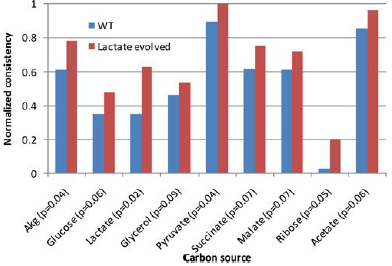 1
0.8
0.6
0.4
0.2
0
Normalized consistency
WT
Lactate evolved
Akg (p=0.04)
Glucose (p=0.06)
Lactate (p=0.02)
Glycerol (p=0.05)
Pyruvate (p=0.04)
Succinate (p=0.07)
Malate (p=0.07)
Ribose (p=0.05)
Acetate (p=0.06)
Carbon source